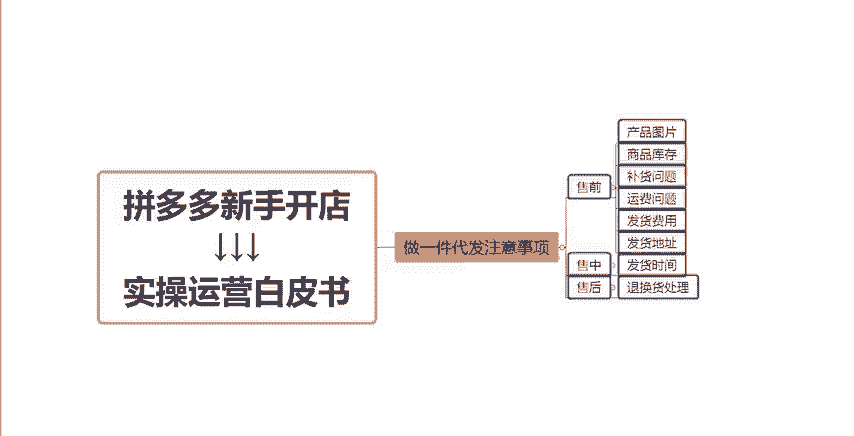 拼多多新手开店
↓↓↓
实操运营白皮书
做一件代发注意事项
售前
产品图片
商品库存
补货问题
运费问题
发货费用
发货地址
售中
发货时间
售后
退换货处理